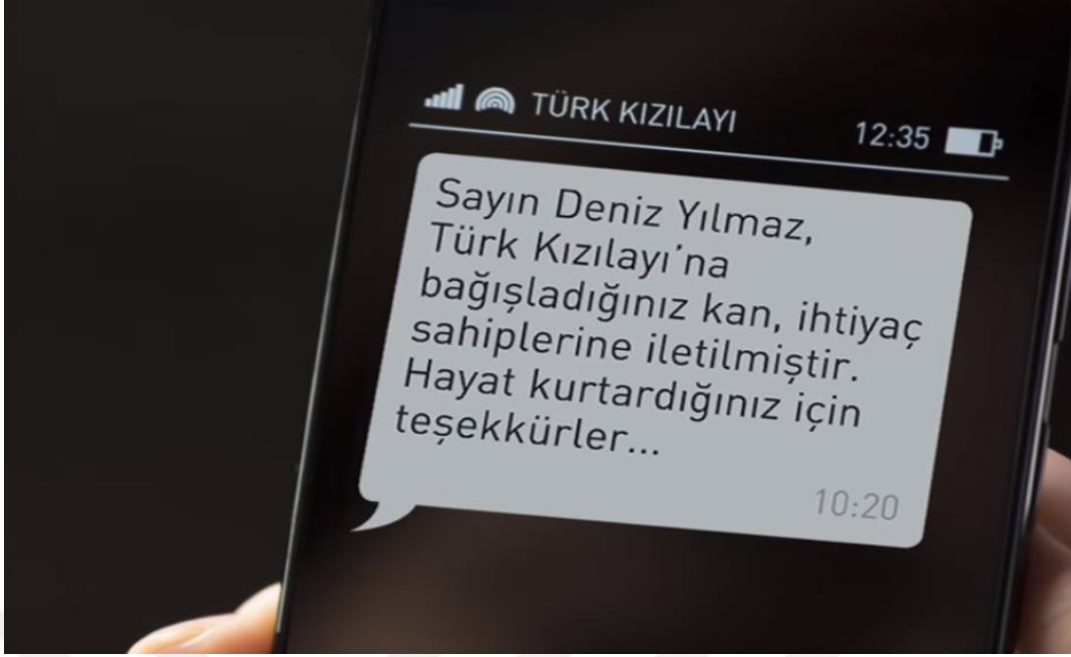 TÜRK KIZILAYI 12:35
Sayın Deniz Yılmaz,
Türk Kızılayı´na
bağışladığınız kan, ihtiyaç
sahiplerine iletilmiştir.
Hayat kurtardığınız için
teşekkürler...
10:20